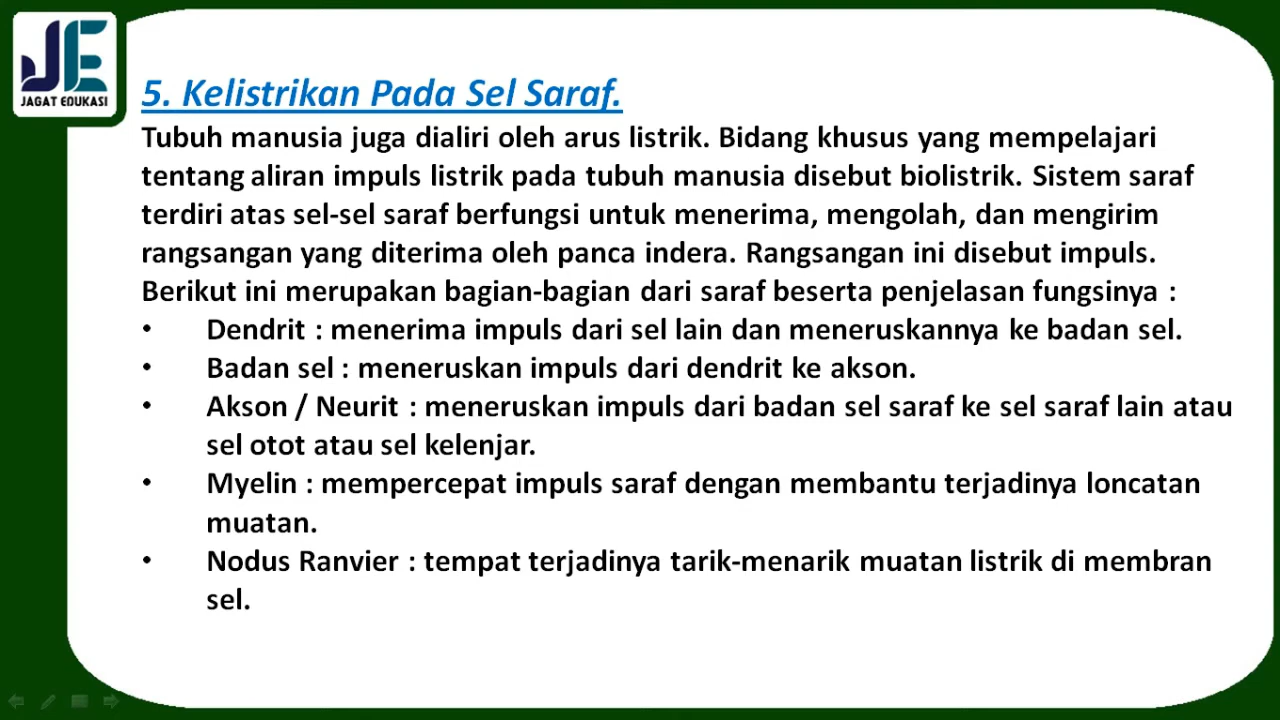 JE
JAGAT EDUKASI
5. Kelistrikan Pada Sel Saraf.
Tubuh manusia juga dialiri oleh arus listrik. Bidang khusus yang mempelajari
tentang aliran impuls listrik pada tubuh manusia disebut biolistrik. Sistem saraf
terdiri atas sel-sel saraf berfungsi untuk menerima, mengolah, dan mengirim
rangsangan yang diterima oleh panca indera. Rangsangan ini disebut impuls.
Berikut ini merupakan bagian-bagian dari saraf beserta penjelasan fungsinya :
• Dendrit : menerima impuls dari sel lain dan meneruskannya ke badan sel.
• Badan sel : meneruskan impuls dari dendrit ke akson.
• Akson / Neurit : meneruskan impuls dari badan sel saraf ke sel saraf lain atau
sel otot atau sel kelenjar.
• Myelin : mempercepat impuls saraf dengan membantu terjadinya loncatan
muatan.
• Nodus Ranvier : tempat terjadinya tarik-menarik muatan listrik di membran
sel.